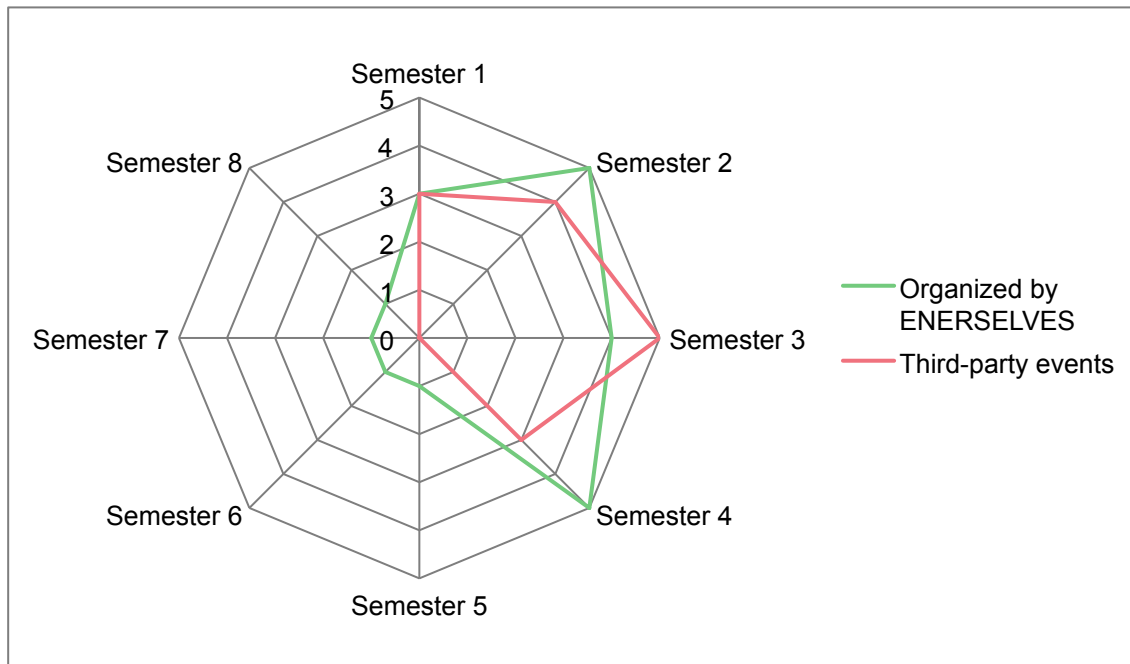 Semester 1
5
Semester 8
4
Semester 2
3
2
1
Semester 7
0
Semester 3
Organized by
ENERSELVES
Third-party events
Semester 6
Semester 4
Semester 5